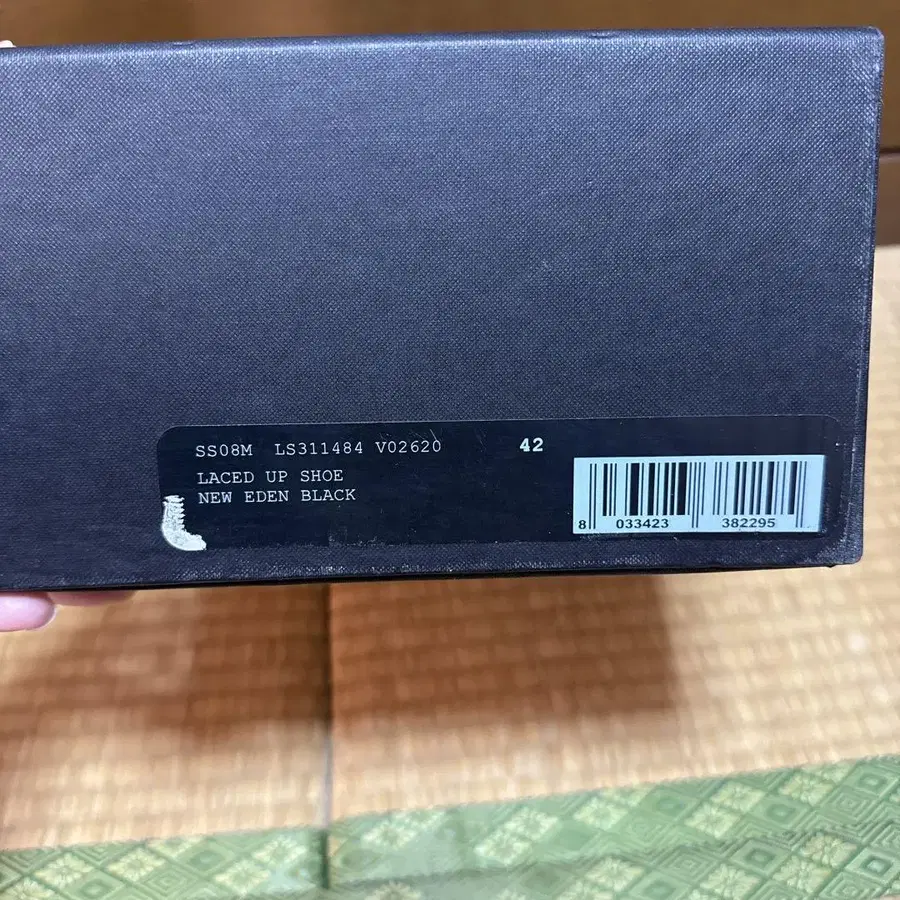 SS08M LS311484 V02620 42
LACED UP SHOE
NEW EDEN BLACK
8 033423 382295